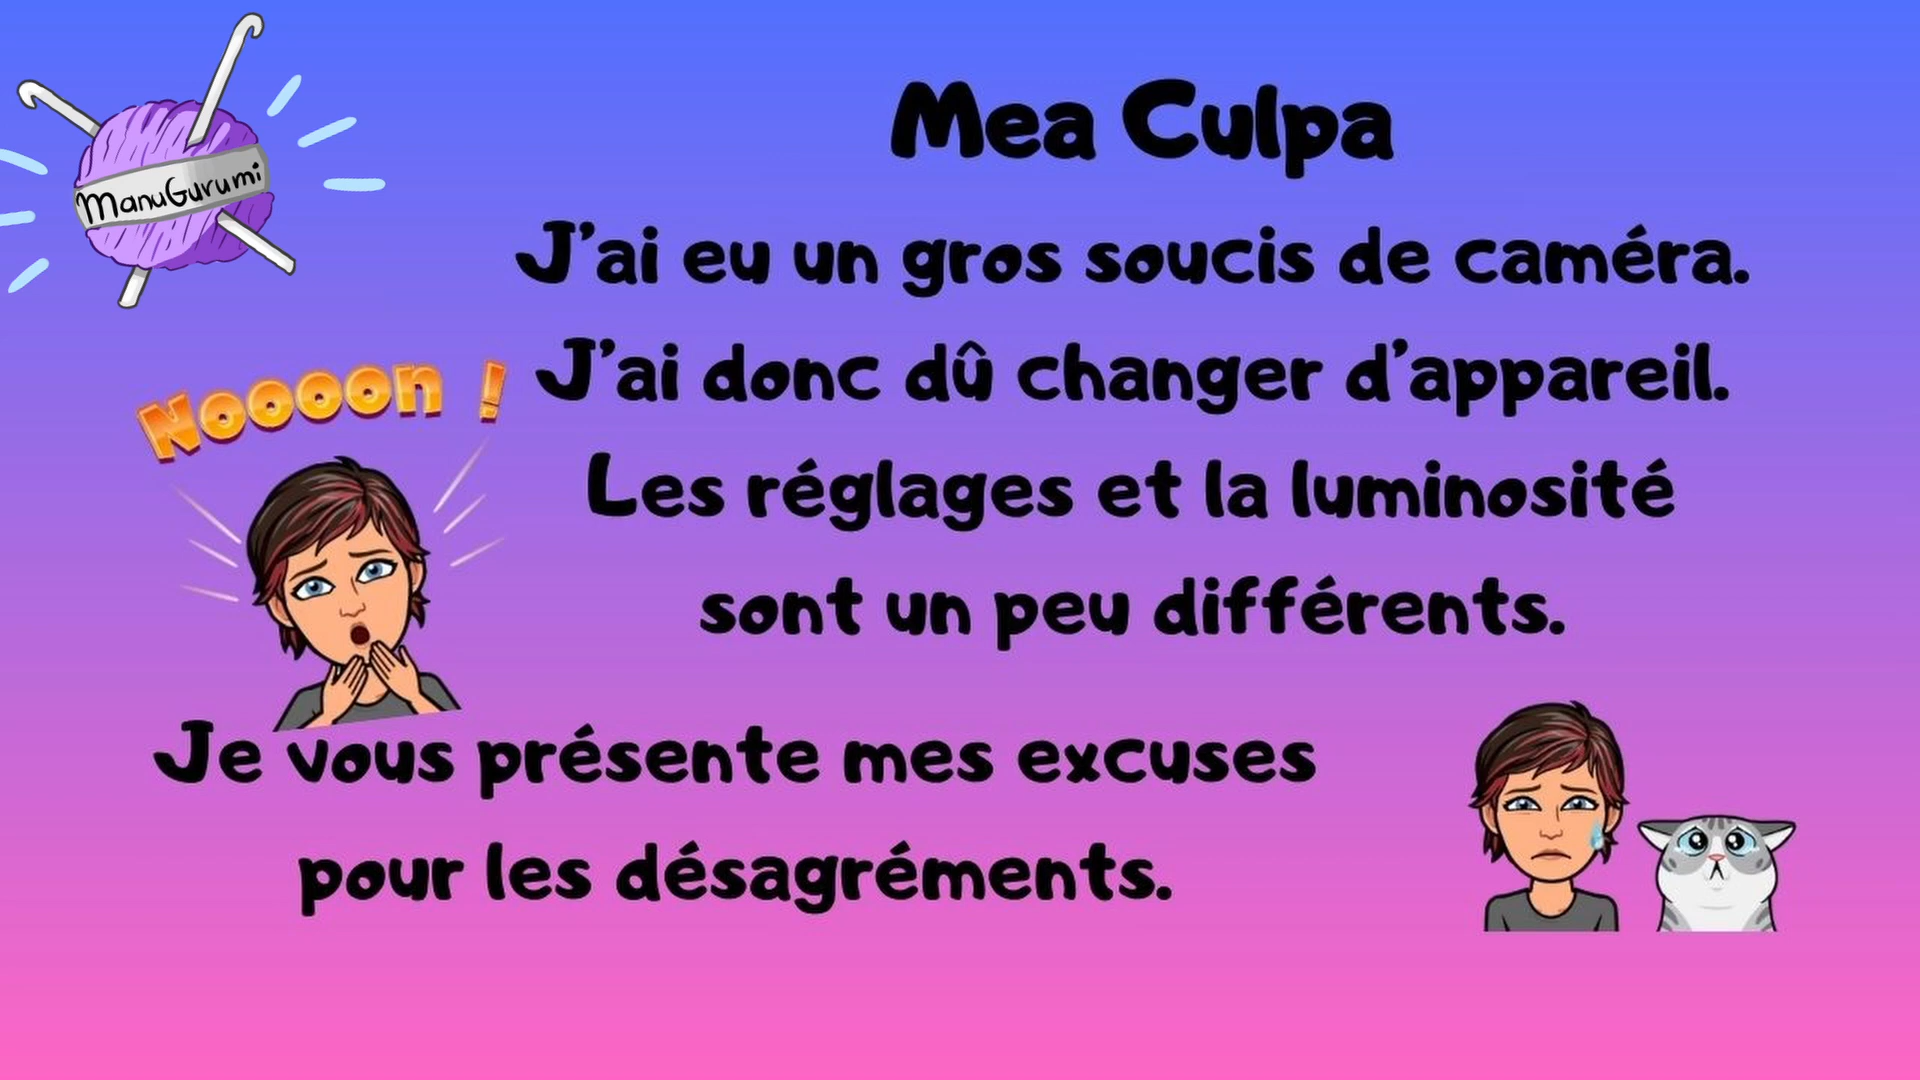 ManuGurumi
Mea Culpa
J'ai eu un gros soucis de caméra.
J'ai donc dû changer d'appareil.
Les réglages et la luminosité
sont un peu différents.
Noooon !
Je vous présente mes excuses
pour les désagréments.